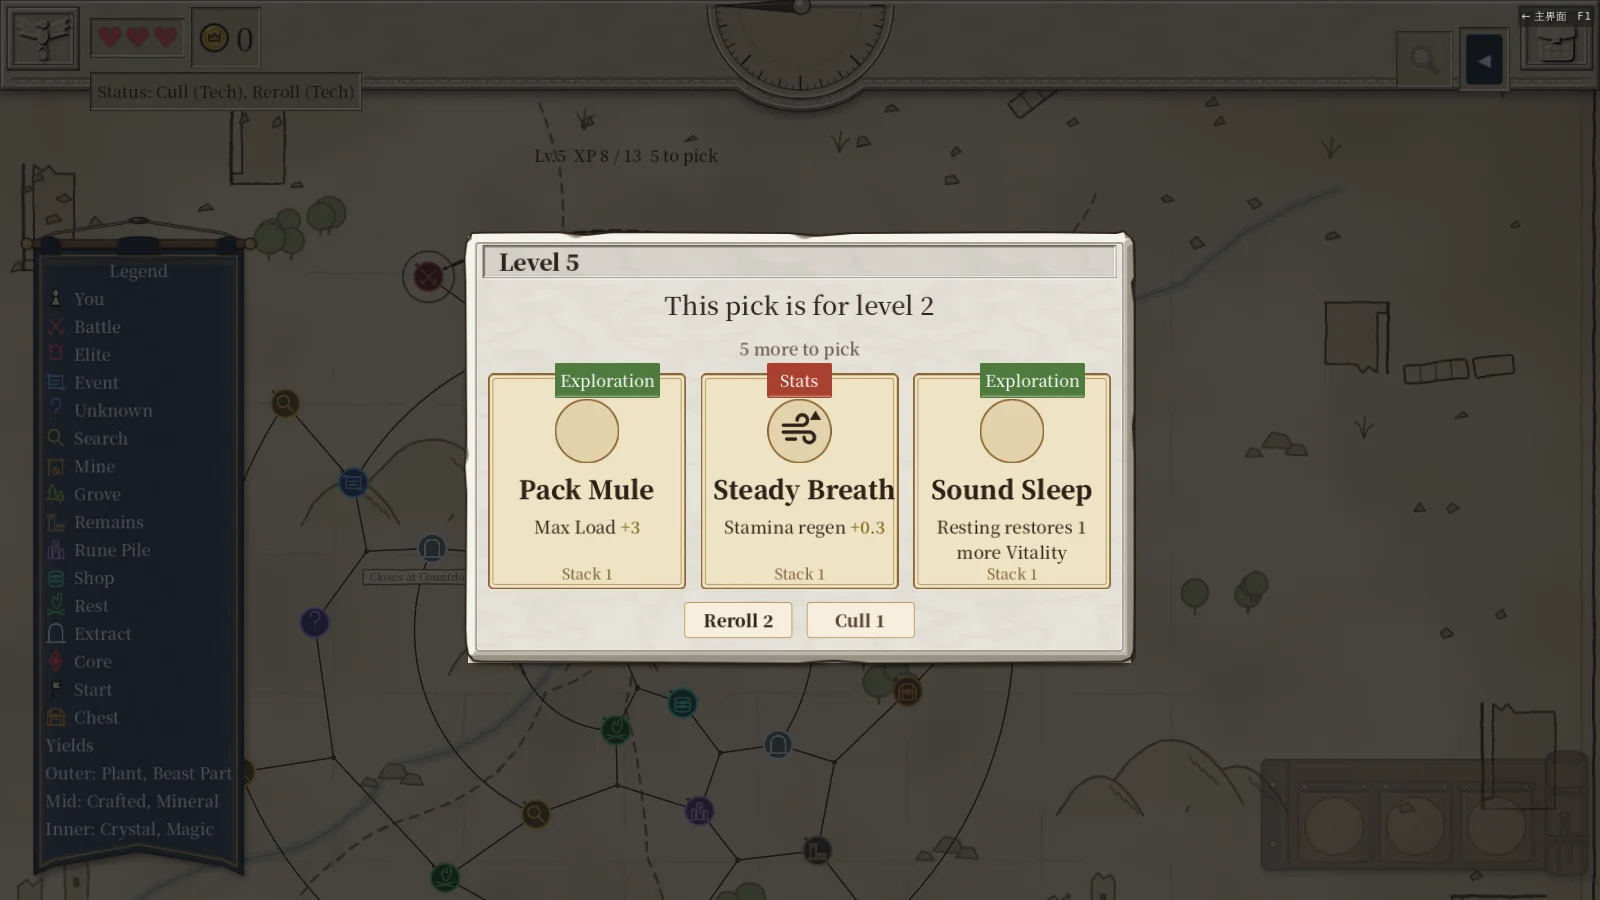 ← 主界面 F1
0
Status: Cull (Tech), Reroll (Tech)
Lv.5 XP 8 / 13 5 to pick
Level 5
This pick is for level 2
5 more to pick
Exploration
Pack Mule
Max Load +3
Stack 1
Stats
Steady Breath
Stamina regen +0.3
Stack 1
Exploration
Sound Sleep
Resting restores 1
more Vitality
Stack 1
Reroll 2
Cull 1
Closes at Countdo
Legend
You
Battle
Elite
Event
Unknown
Search
Mine
Grove
Remains
Rune Pile
Shop
Rest
Extract
Core
Start
Chest
Yields
Outer: Plant, Beast Part
Mid: Crafted, Mineral
Inner: Crystal, Magic